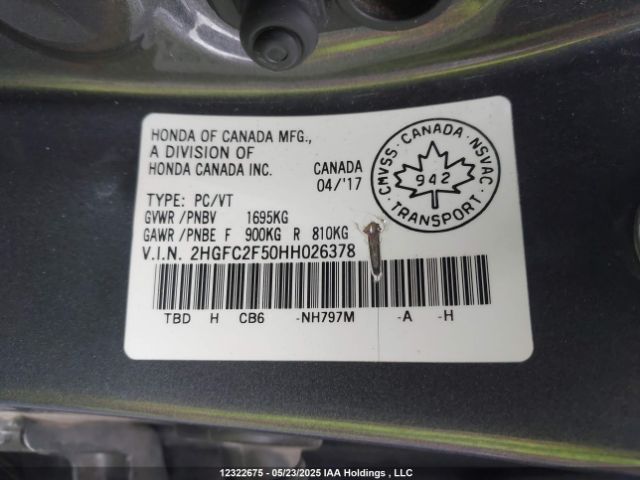 HONDA OF CANADA MFG.,
A DIVISION OF
HONDA CANADA INC.
CANADA
04/'17
CMVSS · CANADA · NSVAC
942
TRANSPORT
TYPE: PC/VT
GVWR /PNBV 1695KG
GAWR /PNBE F 900KG R 810KG
V.I.N. 2HGFC2F50HH026378
TBD H CB6 -NH797M -A -H
12322675 - 05/23/2025 IAA Holdings , LLC